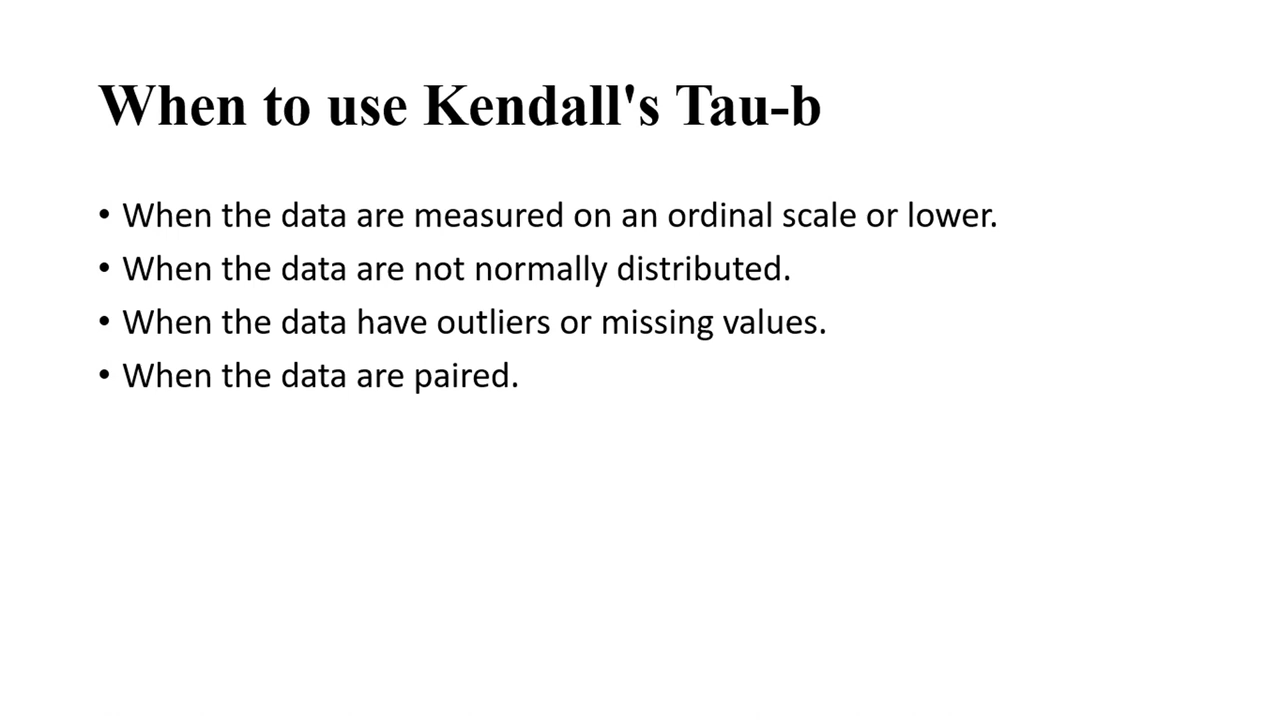 When to use Kendall's Tau-b
• When the data are measured on an ordinal scale or lower.
• When the data are not normally distributed.
• When the data have outliers or missing values.
• When the data are paired.